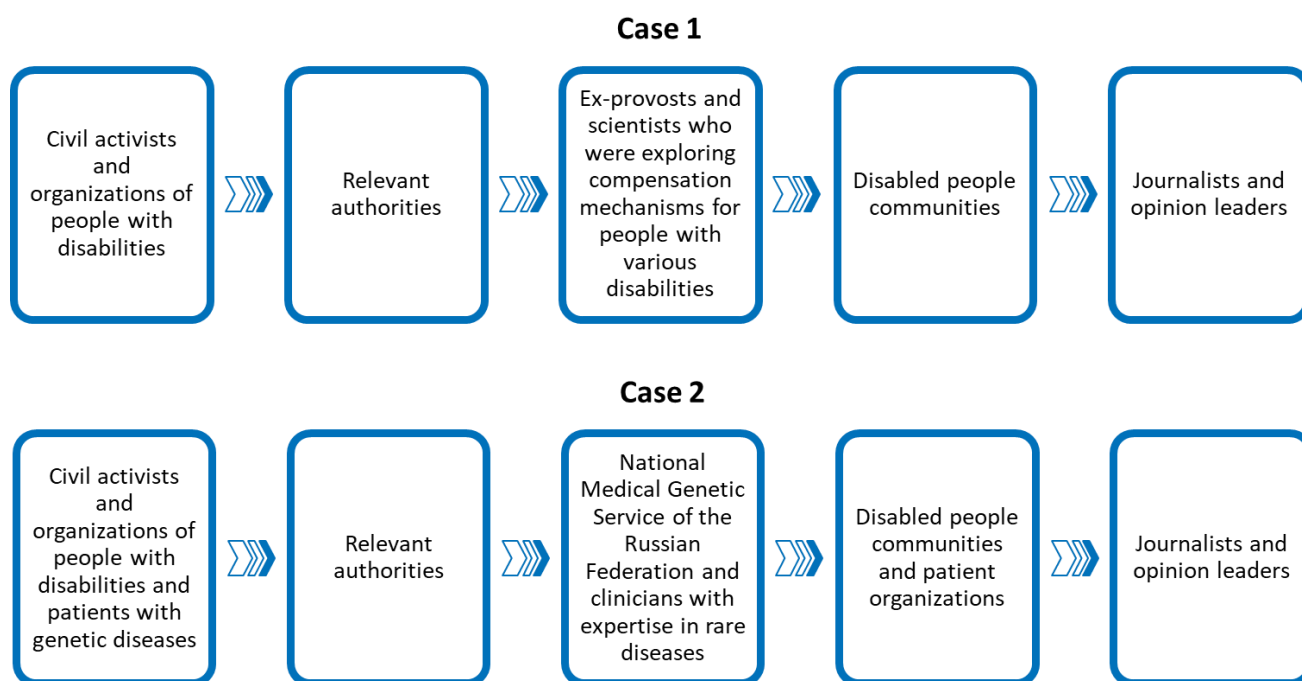 Case 1
Civil activists
and
organizations of
people with
disabilities
Relevant
authorities
Ex-provosts and
scientists who
were exploring
compensation
mechanisms for
people with
various
disabilities
Disabled people
communities
Journalists and
opinion leaders
Case 2
Civil activists
and
organizations of
people with
disabilities and
patients with
genetic diseases
Relevant
authorities
National
Medical Genetic
Service of the
Russian
Federation and
clinicians with
expertise in rare
diseases
Disabled people
communities
and patient
organizations
Journalists and
opinion leaders